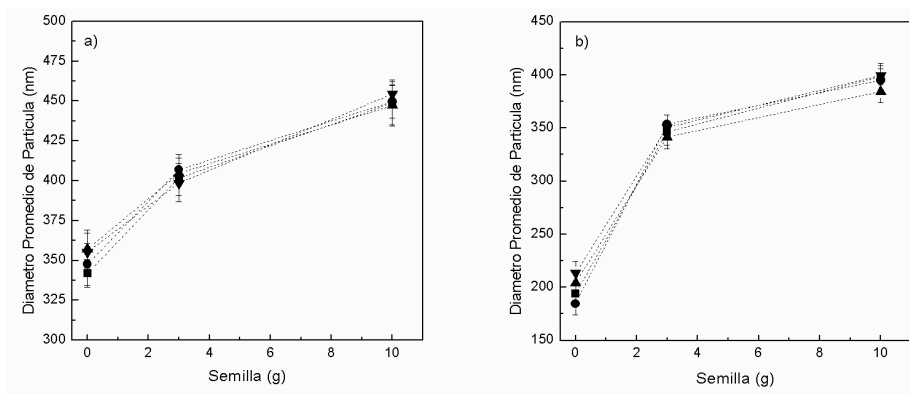 a)
Diametro Promedio de Particula (nm)
500
475
450
425
400
375
350
325
300
0 2 4 6 8 10
Semilla (g)
b)
Diametro Promedio de Particula (nm)
450
400
350
300
250
200
150
0 2 4 6 8 10
Semilla (g)